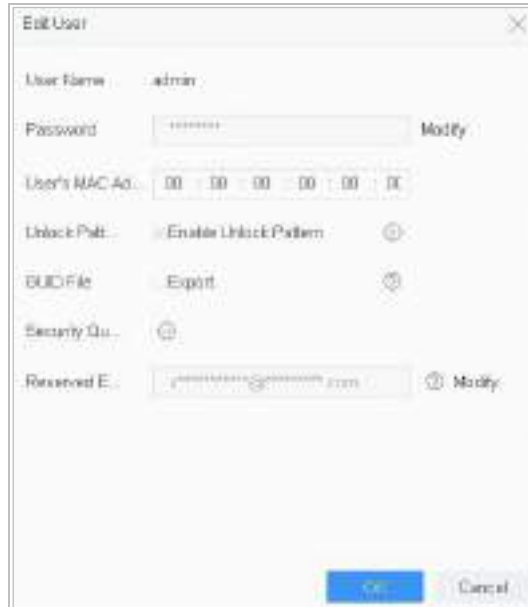 Edit User
User Name admin
Password ******** Modify
User's MAC Ad... 00 : 00 : 00 : 00 : 00 : 00
Unlock Patt... Enable Unlock Pattern
GUID File Export
Security Qu...
Reserved E... Modify
OK Cancel